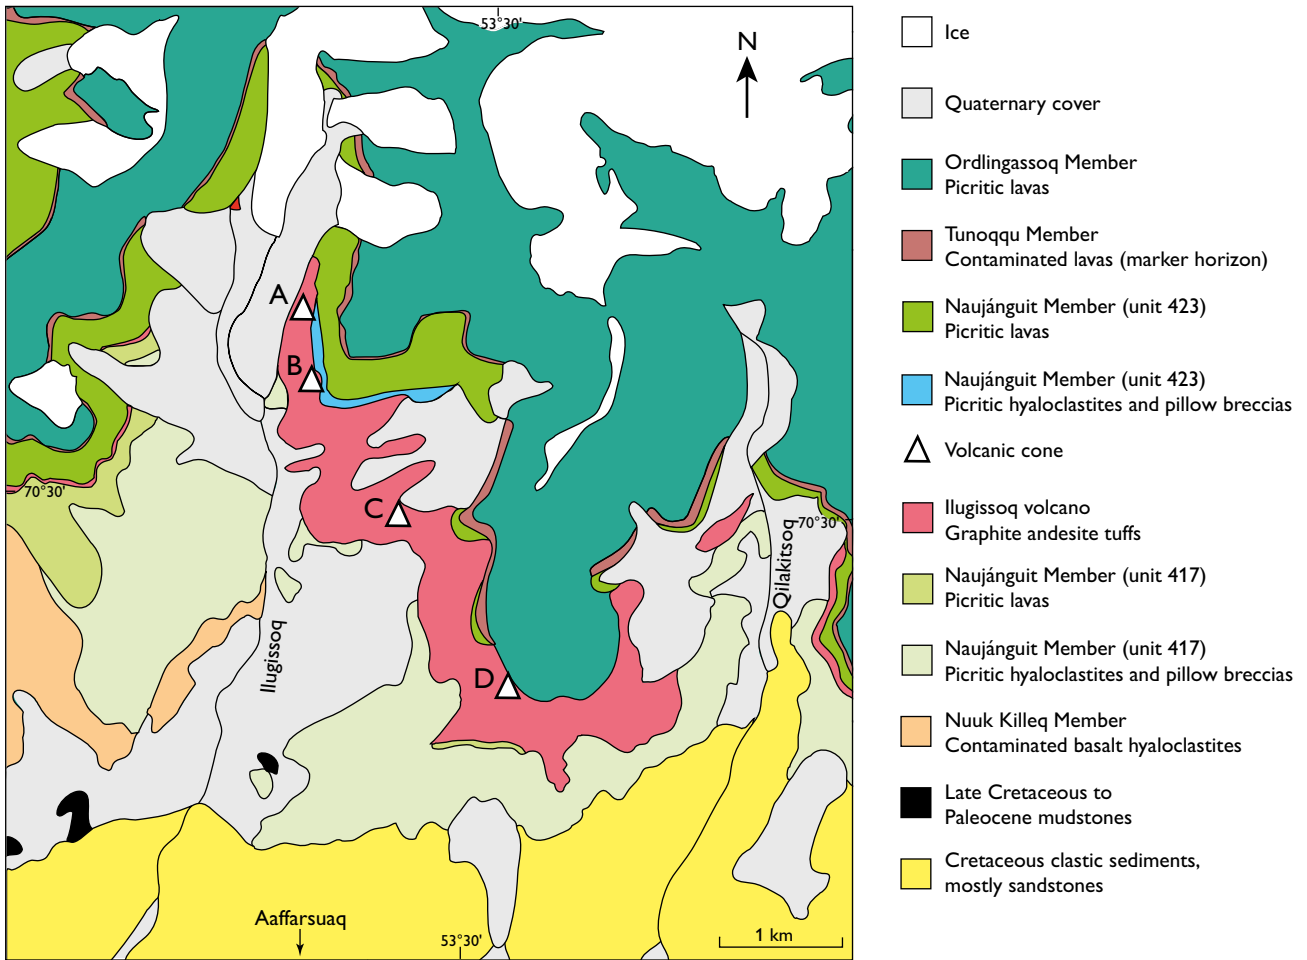 53°30'
N
A
B
C
D
70°30'
70°30'
Qilakitsoq
Ilugissoq
Aaffarsuaq
53°30'
1 km
Ice
Quaternary cover
Ordlingassoq Member
Picritic lavas
Tunoqqu Member
Contaminated lavas (marker horizon)
Naujánguit Member (unit 423)
Picritic lavas
Naujánguit Member (unit 423)
Picritic hyaloclastites and pillow breccias
Volcanic cone
Ilugissoq volcano
Graphite andesite tuffs
Naujánguit Member (unit 417)
Picritic lavas
Naujánguit Member (unit 417)
Picritic hyaloclastites and pillow breccias
Nuuk Killeq Member
Contaminated basalt hyaloclastites
Late Cretaceous to
Paleocene mudstones
Cretaceous clastic sediments,
mostly sandstones